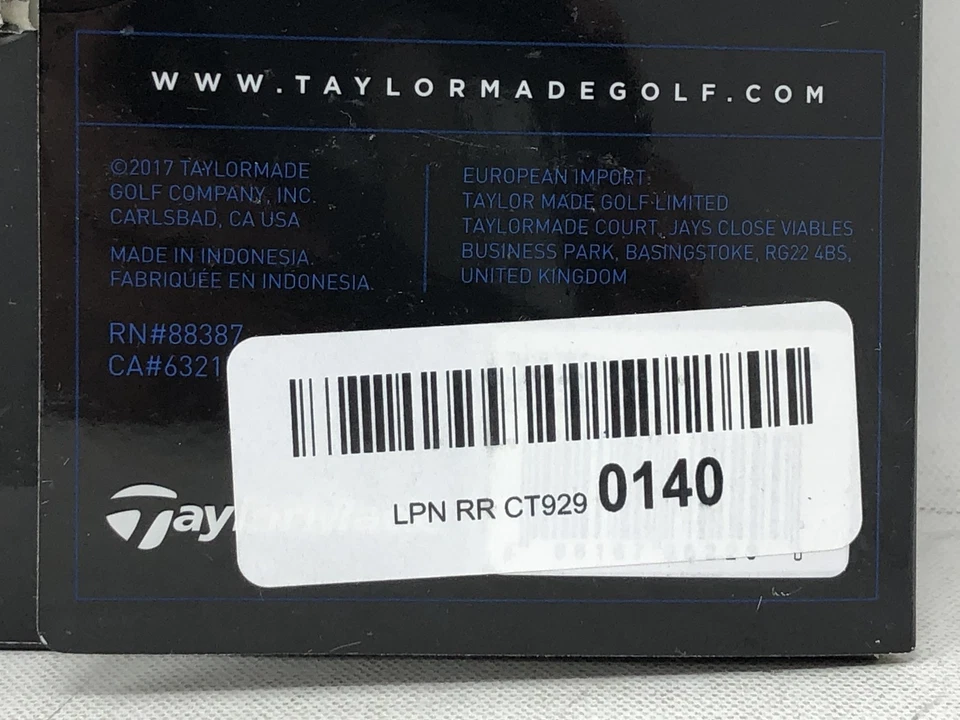 WWW.TAYLORMADEGOLF.COM
©2017 TAYLORMADE
GOLF COMPANY, INC.
CARLSBAD, CA USA
MADE IN INDONESIA.
FABRIQUÉE EN INDONESIA.
RN#88387
CA#6321
EUROPEAN IMPORT:
TAYLOR MADE GOLF LIMITED
TAYLORMADE COURT, JAYS CLOSE VIABLES
BUSINESS PARK, BASINGSTOKE, RG22 4BS,
UNITED KINGDOM
LPN RR CT929 0140
Tay